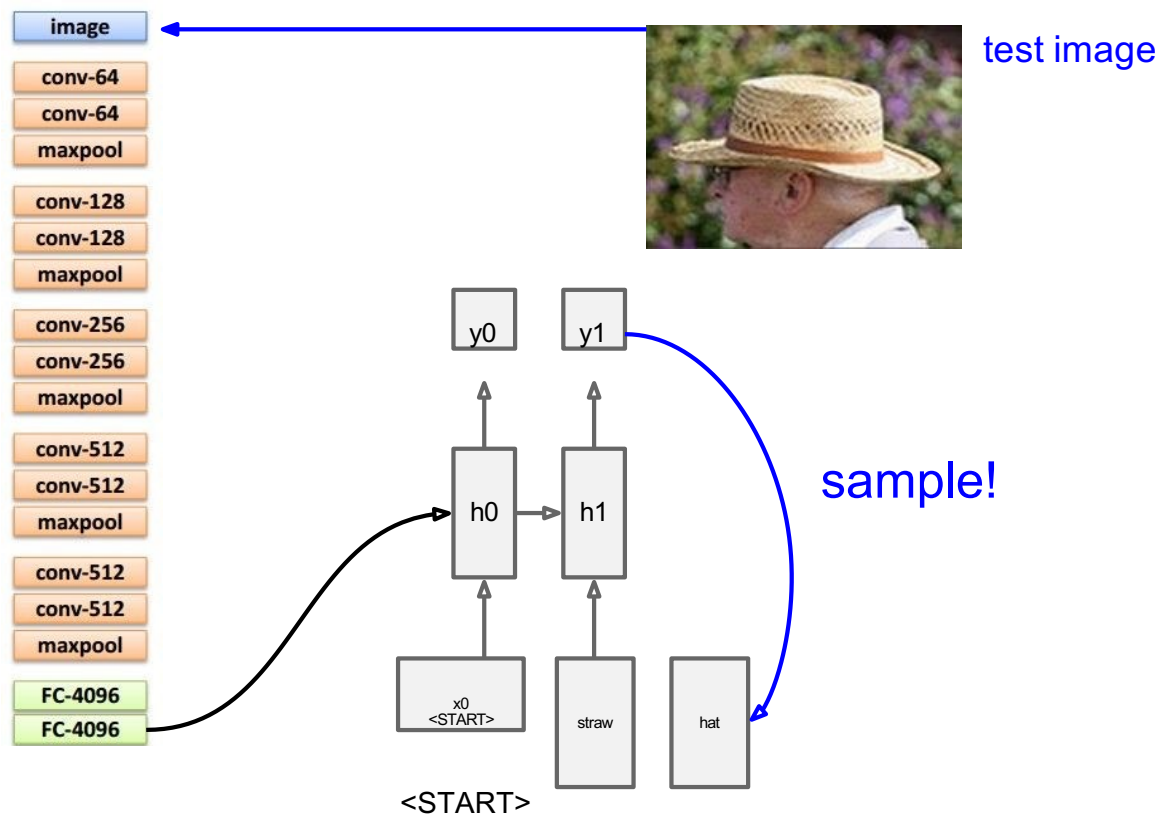 image
conv-64
conv-64
maxpool
conv-128
conv-128
maxpool
conv-256
conv-256
maxpool
conv-512
conv-512
maxpool
conv-512
conv-512
maxpool
FC-4096
FC-4096
test image
y0
y1
h0
h1
sample!
x0
<START>
straw
hat
<START>